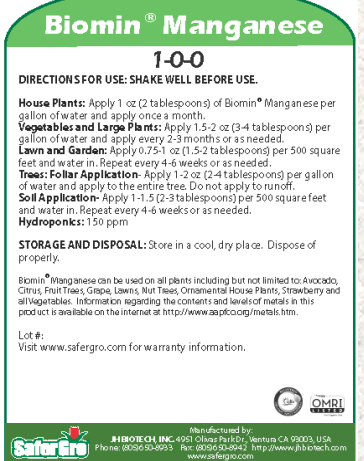 Biomin® Manganese
1-0-0
DIRECTIONS FOR USE: SHAKE WELL BEFORE USE.
House Plants: Apply 1 oz (2 tablespoons) of Biomin® Manganese per
gallon of water and apply once a month.
Vegetables and Large Plants: Apply 1.5-2 oz (3-4 tablespoons) per
gallon of water and apply every 2-3 months or as needed.
Lawn and Garden: Apply 0.75-1 oz (1.5-2 tablespoons) per 500 square
feet and water in. Repeat every 4-6 weeks or as needed.
Trees: Foliar Application- Apply 1-2 oz (2-4 tablespoons) per gallon
of water and apply to the entire tree. Do not apply to runoff.
Soil Application- Apply 1-1.5 (2-3 tablespoons) per 500 square feet
and water in. Repeat every 4-6 weeks or as needed.
Hydroponics: 150 ppm
STORAGE AND DISPOSAL: Store in a cool, dry place. Dispose of
properly.
Biomin® Manganese can be used on all plants including but not limited to: Avocado,
Citrus, Fruit Trees, Grape, Lawns, Nut Trees, Ornamental House Plants, Strawberry and
all Vegetables. Information regarding the contents and levels of metals in this
product is available on the internet at http://www.aapfco.org/metals.htm.
Lot #:
Visit www.safergro.com for warranty information.
OMRI
LISTED
Manufactured by:
JH BIOTECH, INC. 4951 Olivas Park Dr., Ventura CA 93003, USA
Phone: (805)650-8933 Fax: (805)650-8942 http://www.jhbiotech.com
www.safergro.com
SaferGro